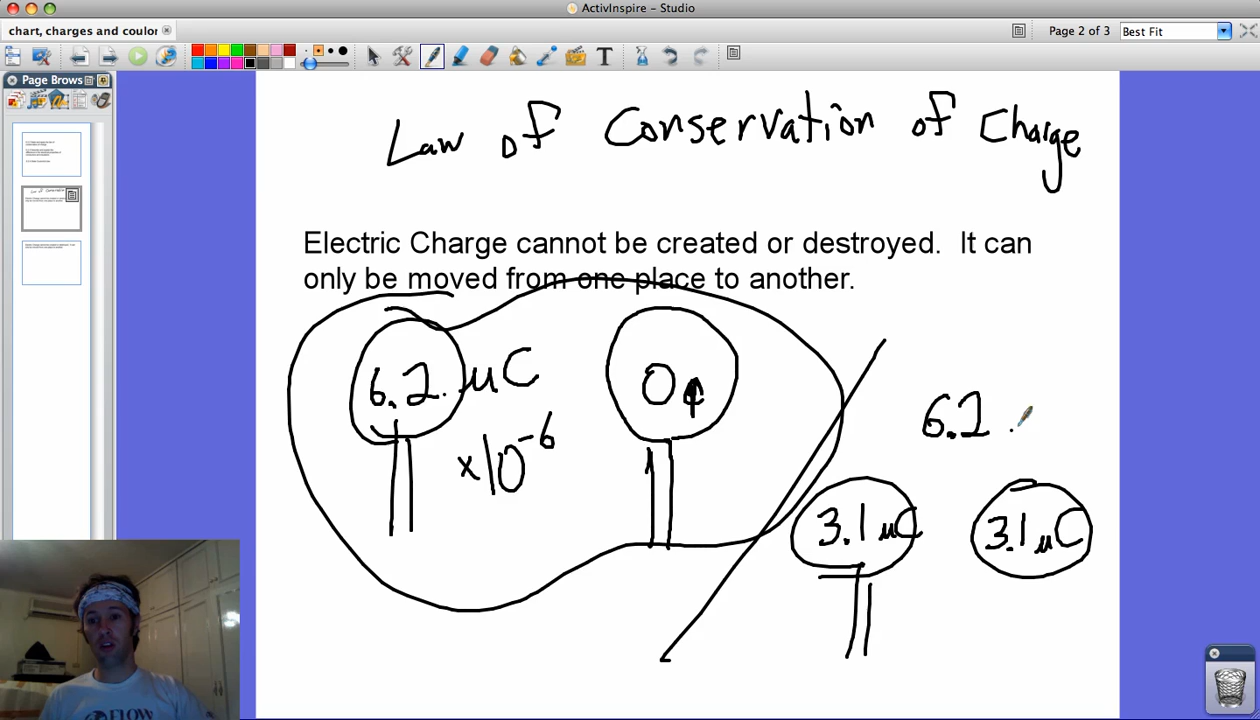 ActivInspire - Studio
chart, charges and coulor
Page 2 of 3
Best Fit
Page Brows
T
Law of Conservation of Charge
Electric Charge cannot be created or destroyed. It can
only be moved from one place to another.
6.2 μC
0
x10⁻⁶
6.2
3.1 μC
3.1 μC
FLOW